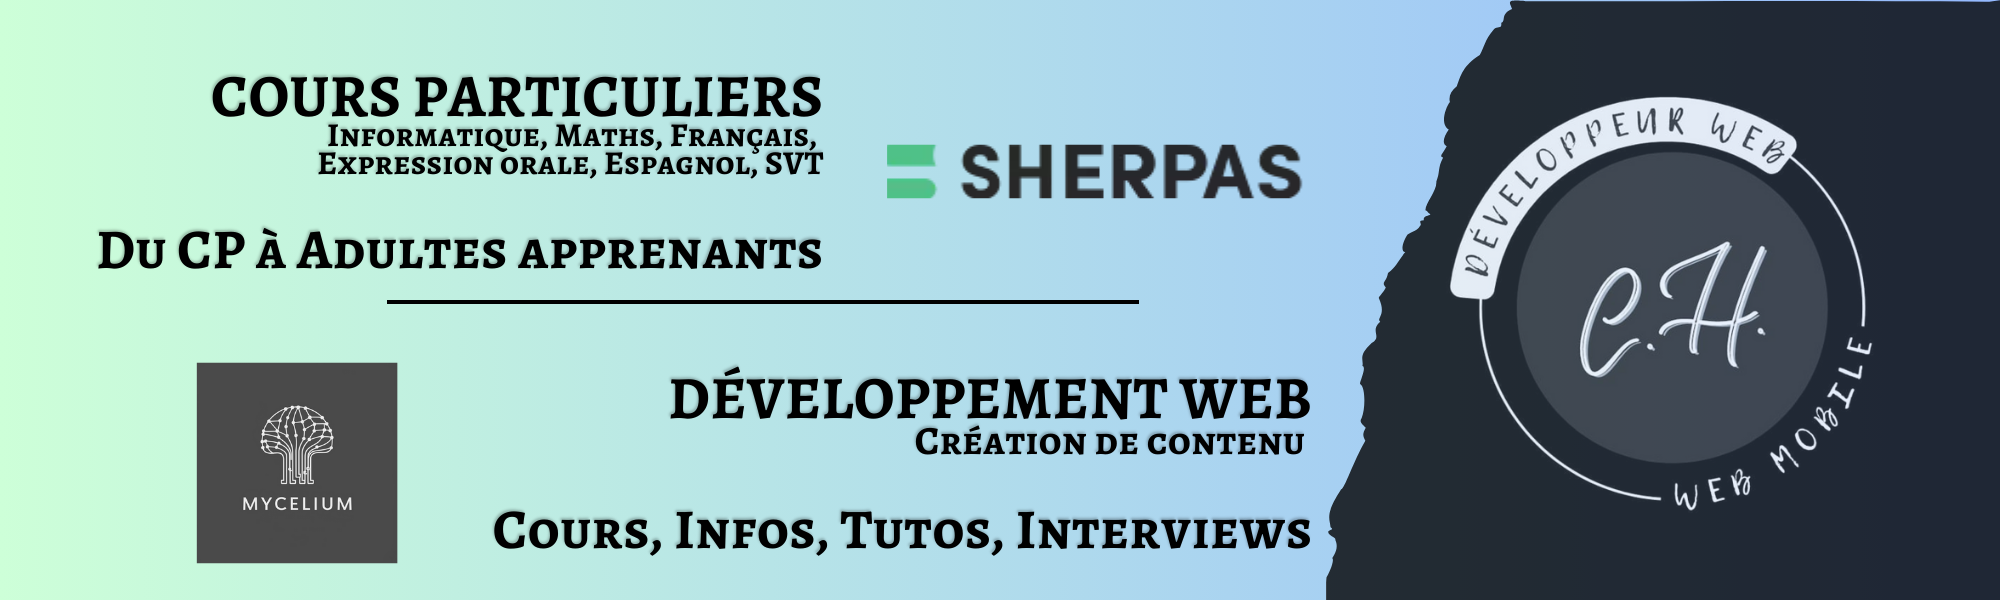 COURS PARTICULIERS
Informatique, Maths, Français,
Expression orale, Espagnol, SVT
Du CP à Adultes apprenants
SHERPAS
MYCELIUM
DÉVELOPPEMENT WEB
Création de contenu
Cours, Infos, Tutos, Interviews
DÉVELOPPEUR WEB
C.H.
WEB MOBILE